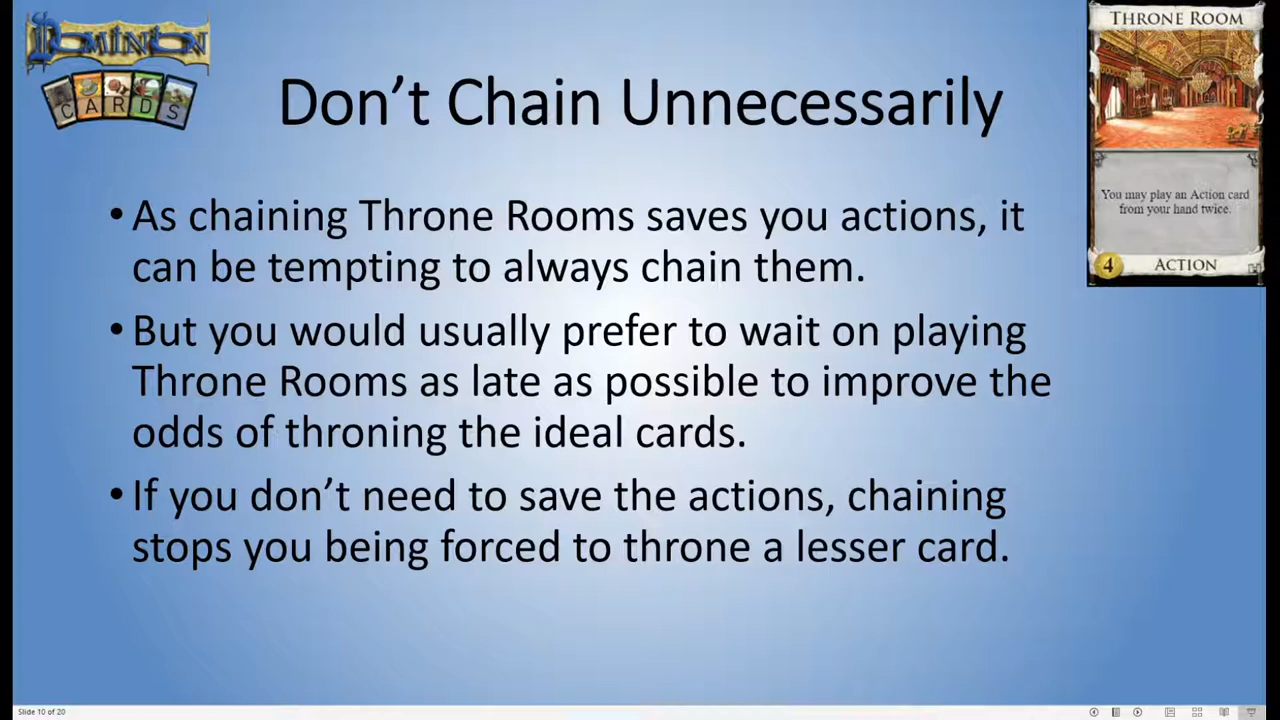 DOMINION
CARDS
Don't Chain Unnecessarily
• As chaining Throne Rooms saves you actions, it
can be tempting to always chain them.
• But you would usually prefer to wait on playing
Throne Rooms as late as possible to improve the
odds of throning the ideal cards.
• If you don't need to save the actions, chaining
stops you being forced to throne a lesser card.
THRONE ROOM
You may play an Action card
from your hand twice.
4
ACTION
Slide 10 of 20